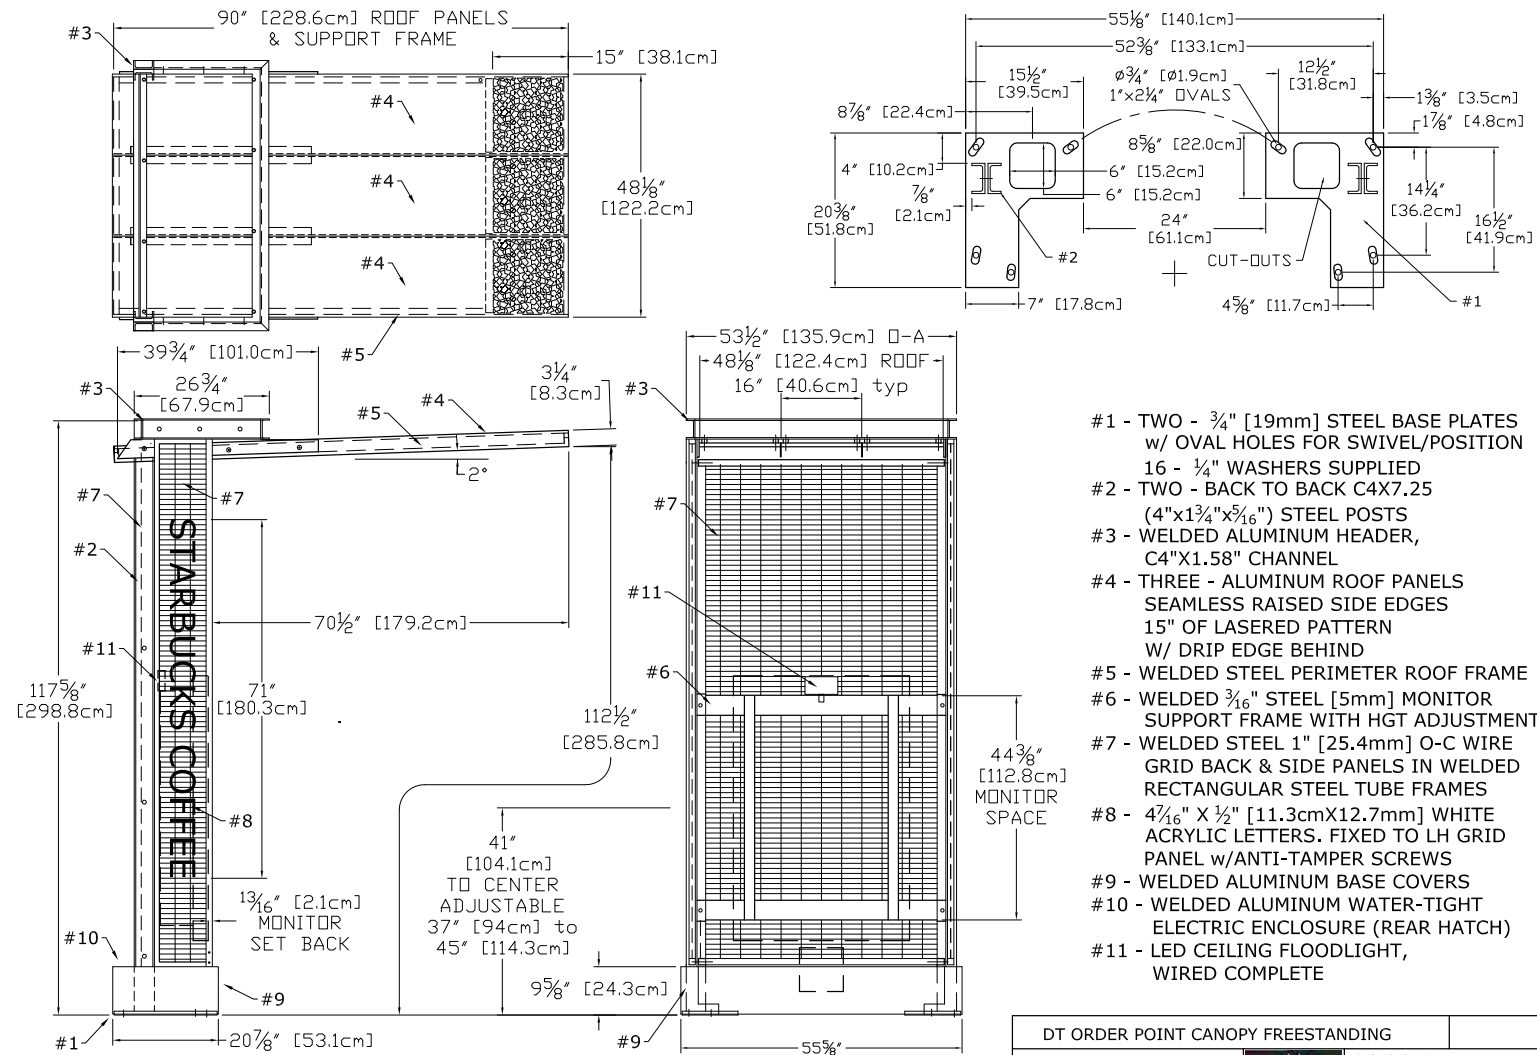 90" [228.6cm] ROOF PANELS
& SUPPORT FRAME
#3
15" [38.1cm]
#4
#4
#4
48⅛"
[122.2cm]
#5
55⅛" [140.1cm]
52⅜" [133.1cm]
15½"
[39.5cm]
ø¾" [ø1.9cm]
1"x2¼" OVALS
12½"
[31.8cm]
1⅜" [3.5cm]
1⅞" [4.8cm]
8⅞" [22.4cm]
8⅝" [22.0cm]
4" [10.2cm]
6" [15.2cm]
6" [15.2cm]
⅞"
[2.1cm]
20⅜"
[51.8cm]
24"
[61.1cm]
14¼"
[36.2cm]
16½"
[41.9cm]
#2
CUT-OUTS
7" [17.8cm]
4⅝" [11.7cm]
#1
39¾" [101.0cm]
26¾"
[67.9cm]
#3
3¼"
[8.3cm]
#4
#5
2°
#7
#7
#2
STARBUCKS COFFEE
70½" [179.2cm]
#11
117⅝"
[298.8cm]
71"
[180.3cm]
112½"
[285.8cm]
#8
41"
[104.1cm]
TO CENTER
ADJUSTABLE
37" [94cm] to
45" [114.3cm]
13/16" [2.1cm]
MONITOR
SET BACK
#10
#9
#1
20⅞" [53.1cm]
53½" [135.9cm] O-A
48⅛" [122.4cm] ROOF
16" [40.6cm] typ
#3
#7
#11
#6
44⅜"
[112.8cm]
MONITOR
SPACE
9⅝" [24.3cm]
#9
55⅝"
#1 - TWO - ¾" [19mm] STEEL BASE PLATES
w/ OVAL HOLES FOR SWIVEL/POSITION
16 - ¼" WASHERS SUPPLIED
#2 - TWO - BACK TO BACK C4X7.25
(4"x1¾"x5/16") STEEL POSTS
#3 - WELDED ALUMINUM HEADER,
C4"X1.58" CHANNEL
#4 - THREE - ALUMINUM ROOF PANELS
SEAMLESS RAISED SIDE EDGES
15" OF LASERED PATTERN
W/ DRIP EDGE BEHIND
#5 - WELDED STEEL PERIMETER ROOF FRAME
#6 - WELDED 3/16" STEEL [5mm] MONITOR
SUPPORT FRAME WITH HGT ADJUSTMENT
#7 - WELDED STEEL 1" [25.4mm] O-C WIRE
GRID BACK & SIDE PANELS IN WELDED
RECTANGULAR STEEL TUBE FRAMES
#8 - 47/16" X ½" [11.3cmX12.7mm] WHITE
ACRYLIC LETTERS. FIXED TO LH GRID
PANEL w/ANTI-TAMPER SCREWS
#9 - WELDED ALUMINUM BASE COVERS
#10 - WELDED ALUMINUM WATER-TIGHT
ELECTRIC ENCLOSURE (REAR HATCH)
#11 - LED CEILING FLOODLIGHT,
WIRED COMPLETE
DT ORDER POINT CANOPY FREESTANDING